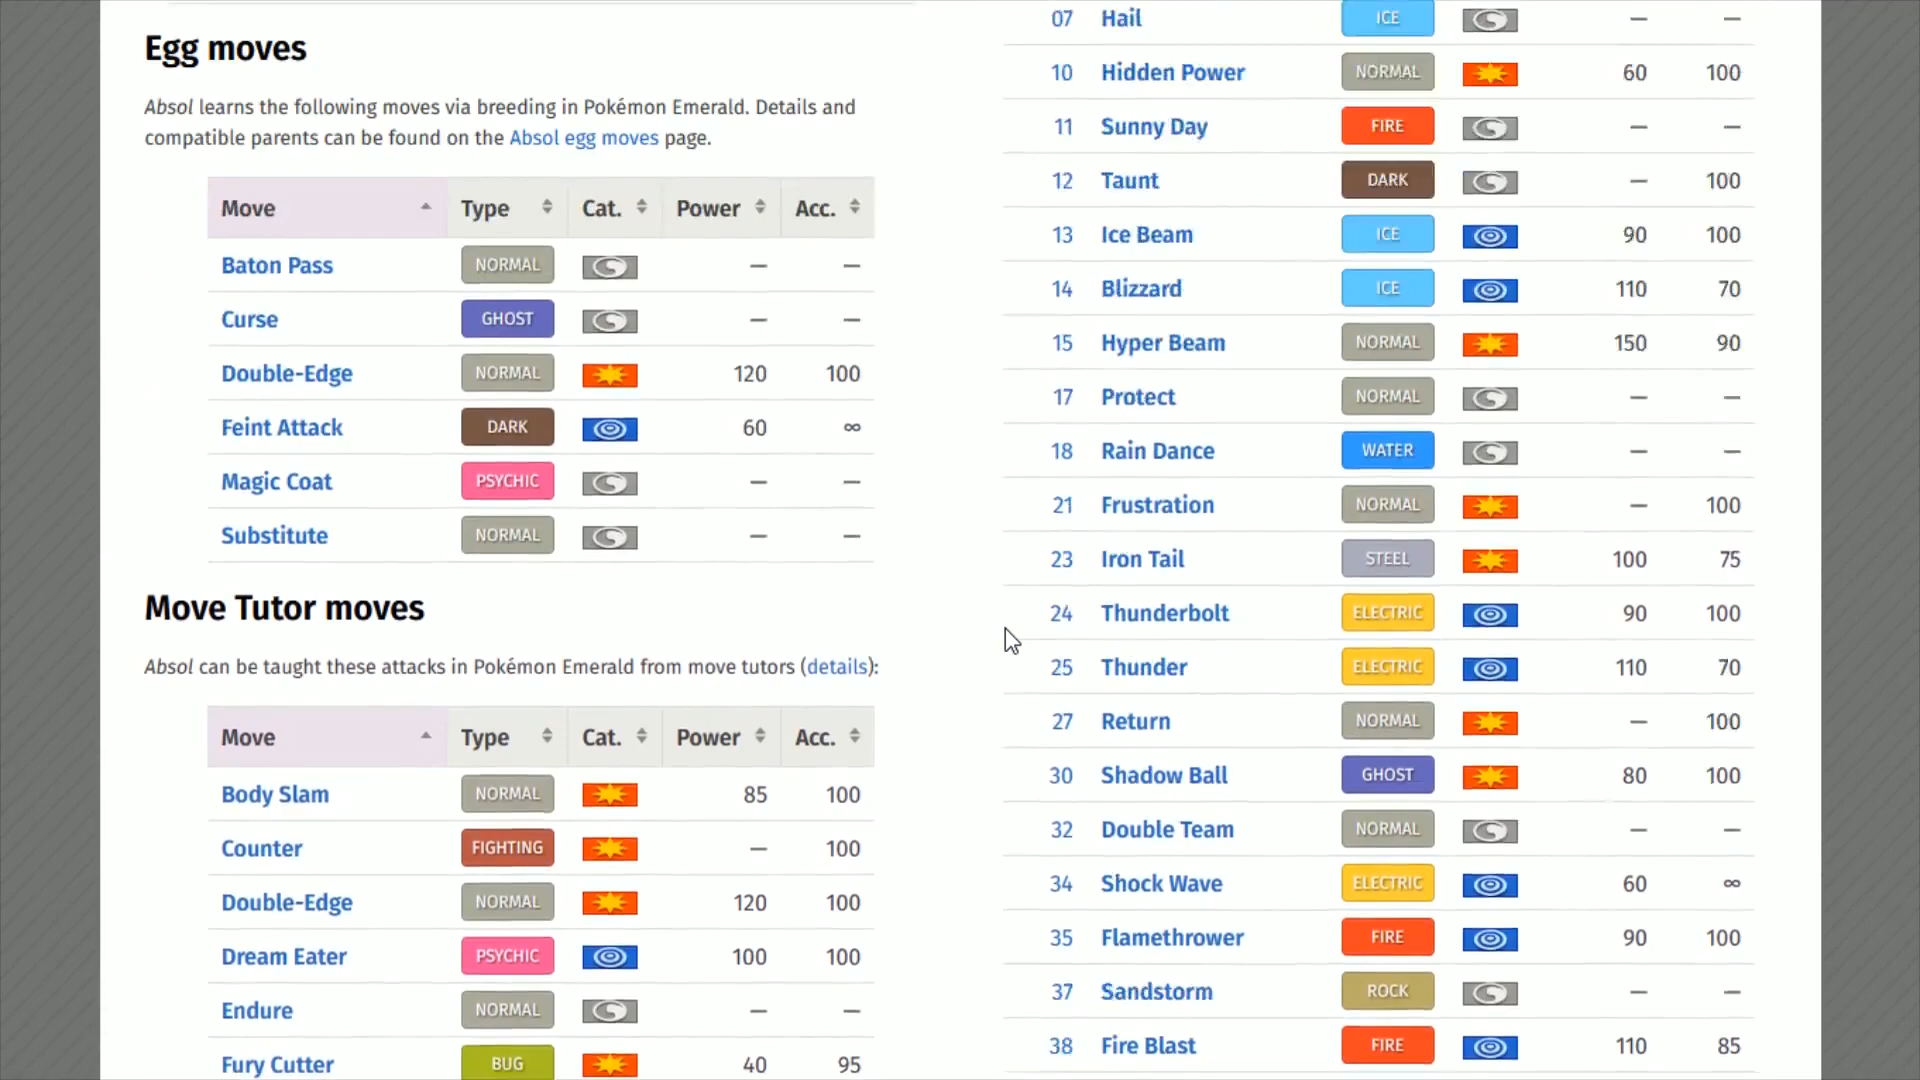 Egg moves
Absol learns the following moves via breeding in Pokémon Emerald. Details and
compatible parents can be found on the Absol egg moves page.
Move Type Cat. Power Acc.
Baton Pass NORMAL — —
Curse GHOST — —
Double-Edge NORMAL 120 100
Feint Attack DARK 60 ∞
Magic Coat PSYCHIC — —
Substitute NORMAL — —
Move Tutor moves
Absol can be taught these attacks in Pokémon Emerald from move tutors (details):
Move Type Cat. Power Acc.
Body Slam NORMAL 85 100
Counter FIGHTING — 100
Double-Edge NORMAL 120 100
Dream Eater PSYCHIC 100 100
Endure NORMAL — —
Fury Cutter BUG 40 95
07 Hail ICE — —
10 Hidden Power NORMAL 60 100
11 Sunny Day FIRE — —
12 Taunt DARK — 100
13 Ice Beam ICE 90 100
14 Blizzard ICE 110 70
15 Hyper Beam NORMAL 150 90
17 Protect NORMAL — —
18 Rain Dance WATER — —
21 Frustration NORMAL — 100
23 Iron Tail STEEL 100 75
24 Thunderbolt ELECTRIC 90 100
25 Thunder ELECTRIC 110 70
27 Return NORMAL — 100
30 Shadow Ball GHOST 80 100
32 Double Team NORMAL — —
34 Shock Wave ELECTRIC 60 ∞
35 Flamethrower FIRE 90 100
37 Sandstorm ROCK — —
38 Fire Blast FIRE 110 85